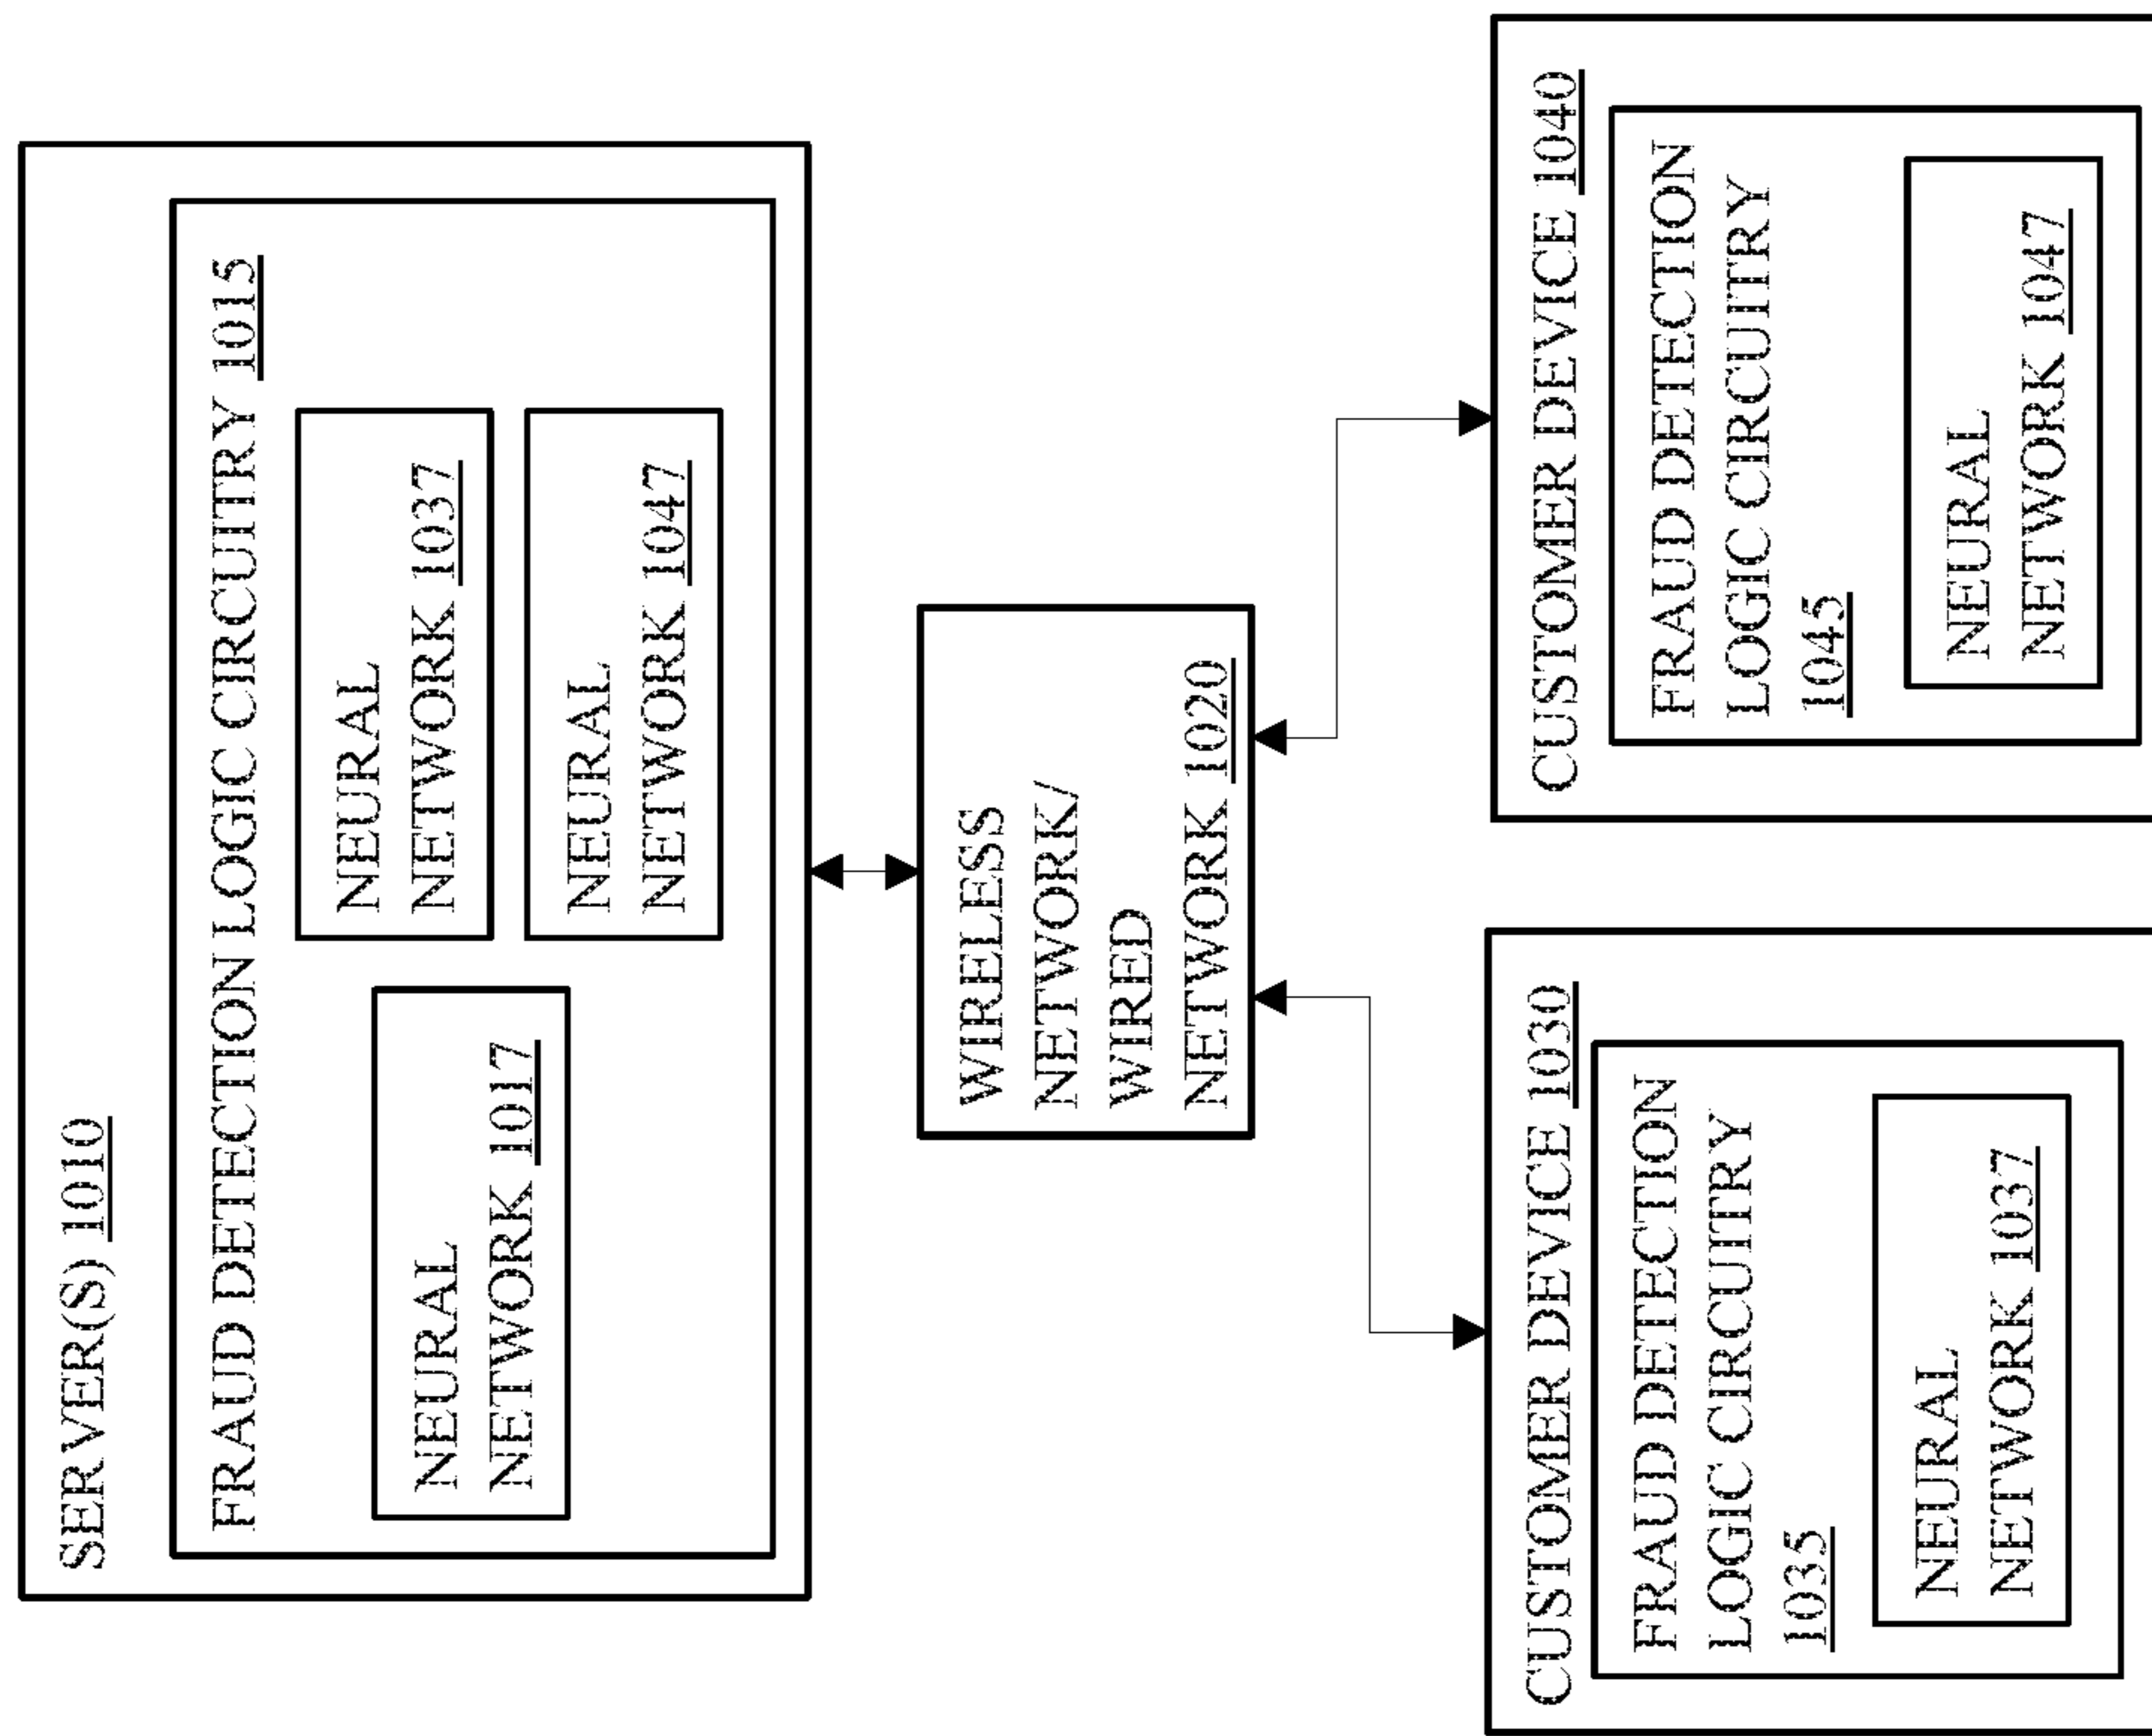 SERVER(S) 1010
FRAUD DETECTION LOGIC CIRCUITRY 1015
NEURAL
NETWORK 1017
NEURAL
NETWORK 1037
NEURAL
NETWORK 1047
WIRELESS
NETWORK/
WIRED
NETWORK 1020
CUSTOMER DEVICE 1030
FRAUD DETECTION
LOGIC CIRCUITRY
1035
NEURAL
NETWORK 1037
CUSTOMER DEVICE 1040
FRAUD DETECTION
LOGIC CIRCUITRY
1045
NEURAL
NETWORK 1047